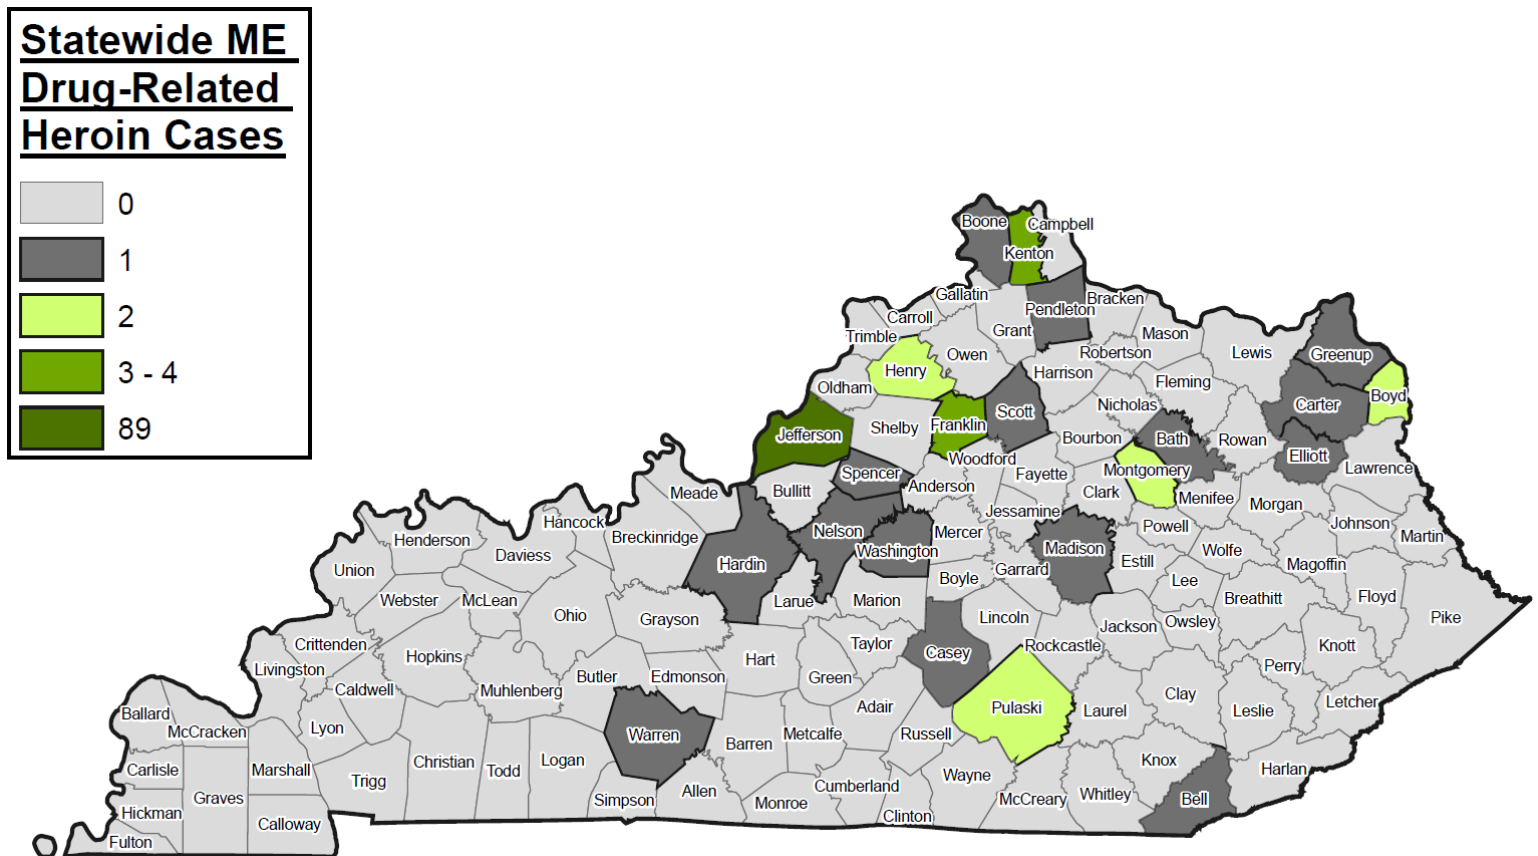 Statewide ME
Drug-Related
Heroin Cases
0
1
2
3 - 4
89
Boone
Campbell
Kenton
Gallatin
Pendleton
Bracken
Carroll
Grant
Mason
Trimble
Owen
Robertson
Lewis
Greenup
Henry
Harrison
Fleming
Oldham
Boyd
Nicholas
Carter
Scott
Shelby
Franklin
Jefferson
Bourbon
Bath
Rowan
Woodford
Elliott
Montgomery
Lawrence
Spencer
Fayette
Anderson
Clark
Bullitt
Meade
Menifee
Morgan
Jessamine
Hancock
Johnson
Powell
Nelson
Mercer
Martin
Breckinridge
Henderson
Washington
Madison
Wolfe
Daviess
Estill
Hardin
Magoffin
Union
Garrard
Boyle
Lee
Floyd
Breathitt
Webster
McLean
Larue
Marion
Ohio
Lincoln
Pike
Grayson
Owsley
Jackson
Crittenden
Taylor
Rockcastle
Knott
Casey
Hopkins
Hart
Perry
Livingston
Butler
Edmonson
Green
Caldwell
Muhlenberg
Clay
Letcher
Adair
Pulaski
Laurel
Leslie
Ballard
Lyon
McCracken
Russell
Metcalfe
Warren
Barren
Logan
Christian
Knox
Carlisle
Marshall
Todd
Harlan
Wayne
Trigg
Cumberland
Allen
Whitley
Graves
Simpson
McCreary
Bell
Monroe
Hickman
Clinton
Calloway
Fulton